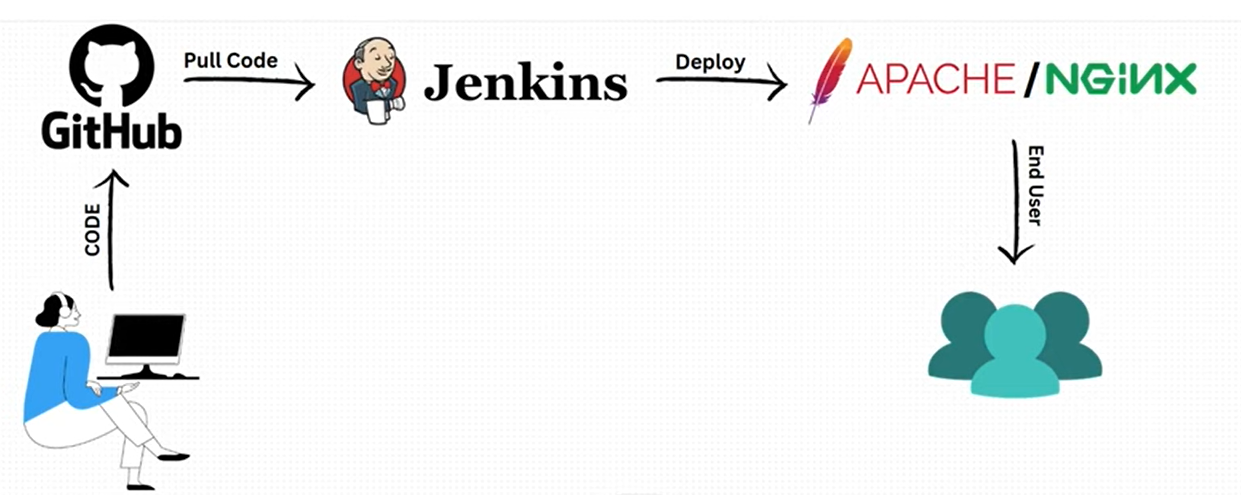 Pull Code
Jenkins
Deploy
APACHE / NGINX
GitHub
CODE
End User